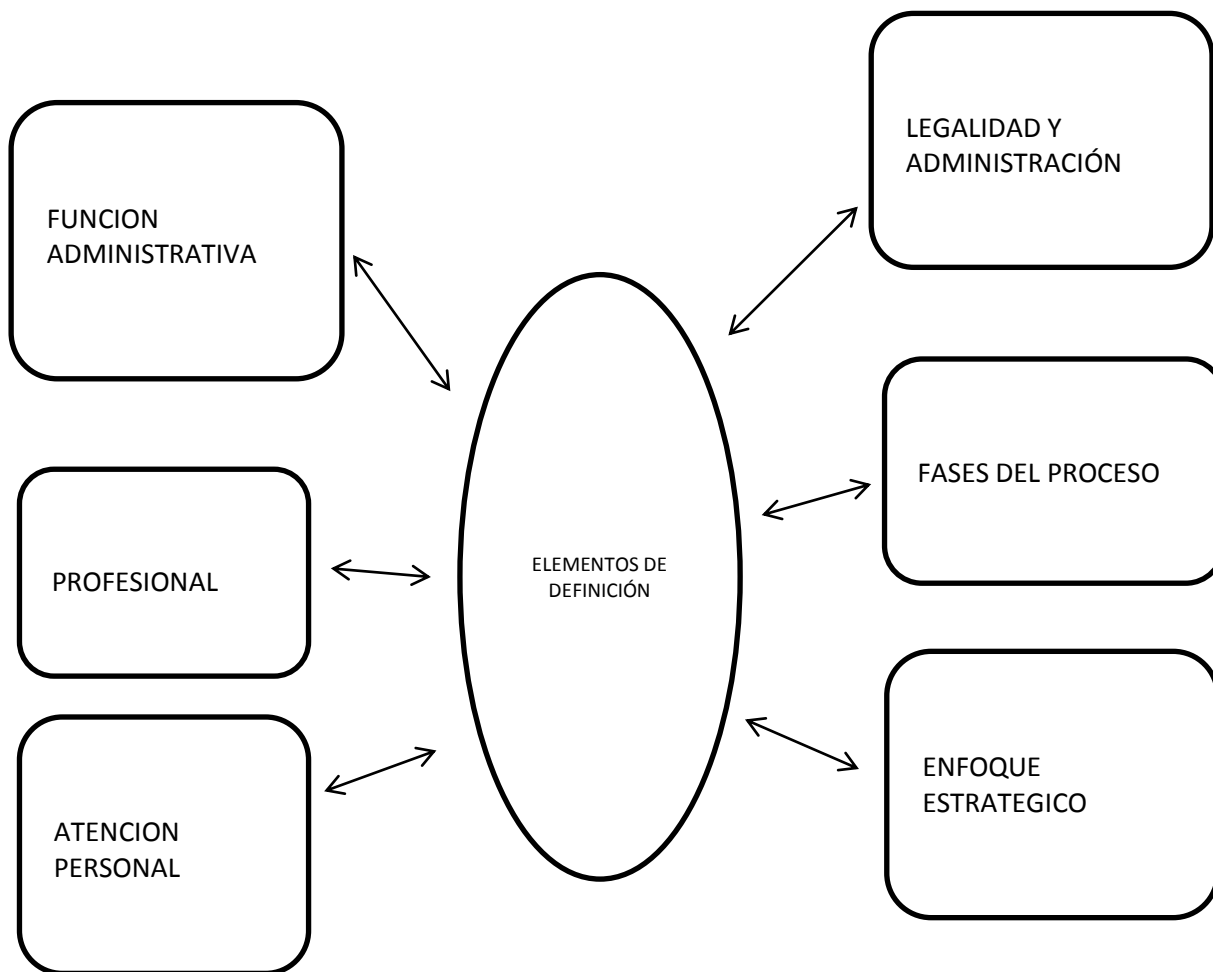 LEGALIDAD Y
ADMINISTRACIÓN
FUNCION
ADMINISTRATIVA
FASES DEL PROCESO
ELEMENTOS DE
DEFINICIÓN
PROFESIONAL
ENFOQUE
ESTRATEGICO
ATENCION
PERSONAL